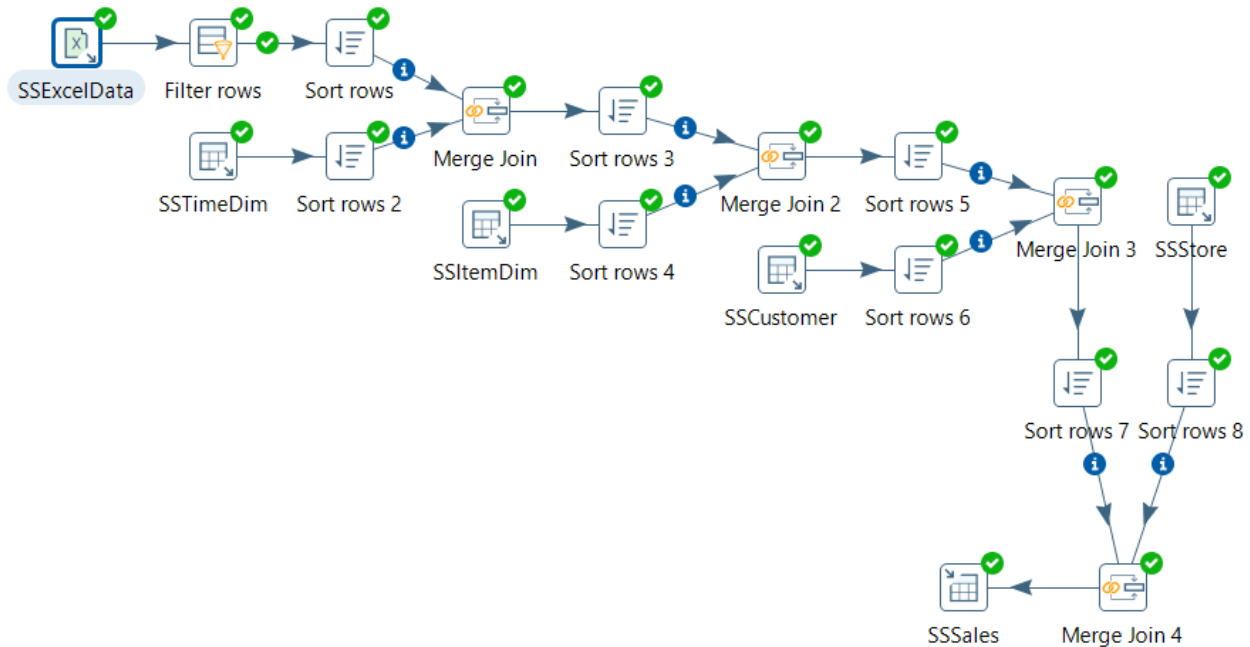 SSExcelData
Filter rows
Sort rows
SSTimeDim
Sort rows 2
Merge Join
Sort rows 3
SSItemDim
Sort rows 4
Merge Join 2
Sort rows 5
SSCustomer
Sort rows 6
Merge Join 3
SSStore
Sort rows 7
Sort rows 8
SSSales
Merge Join 4